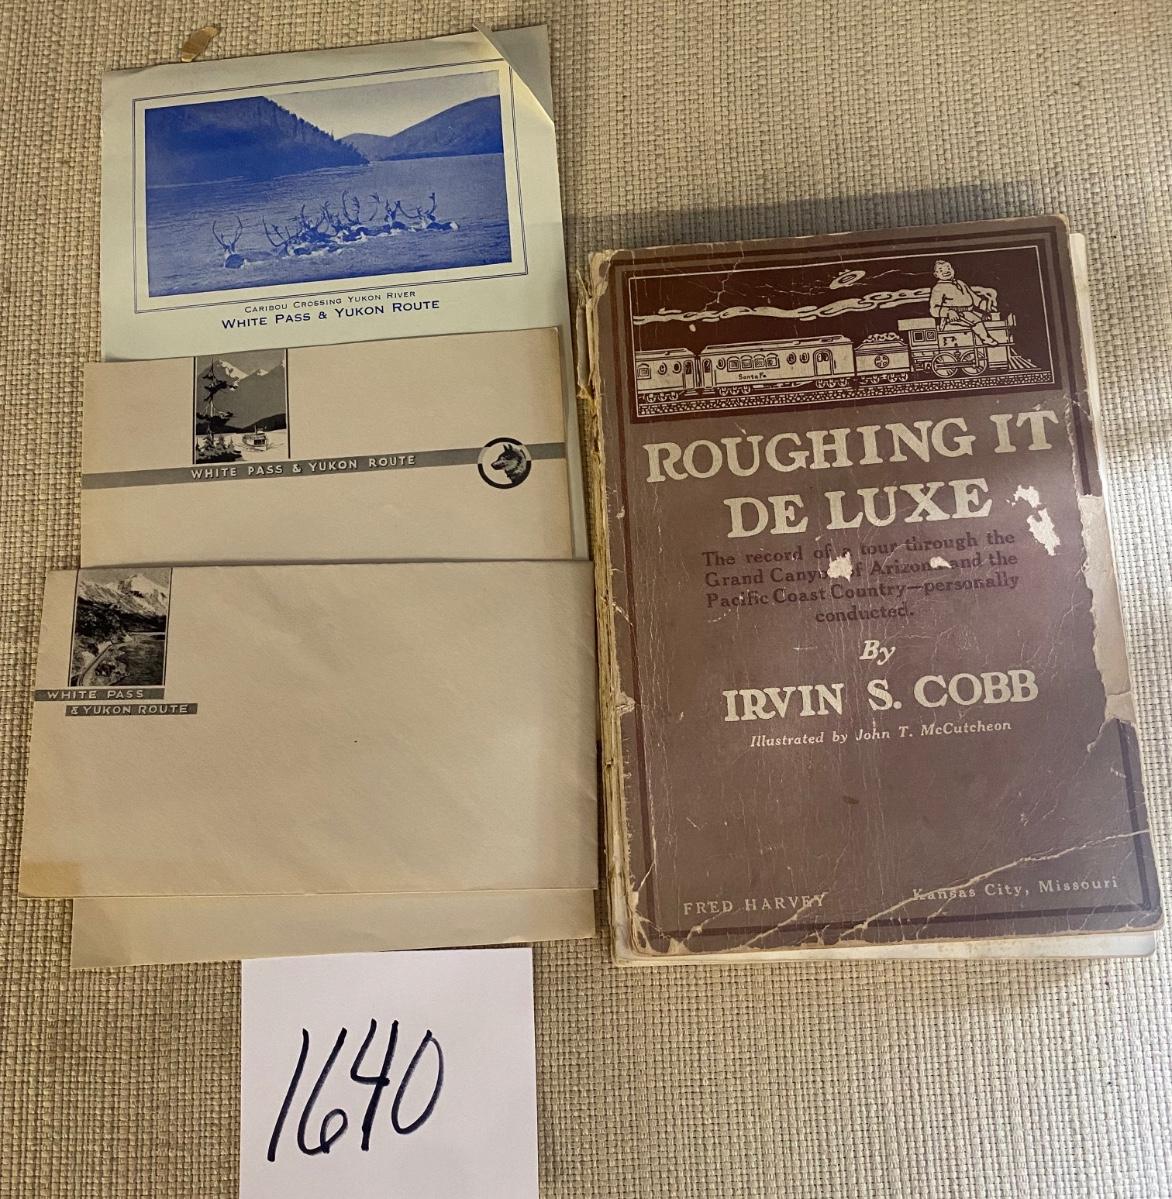 CARIBOU CROSSING YUKON RIVER
WHITE PASS & YUKON ROUTE
WHITE PASS & YUKON ROUTE
WHITE PASS
& YUKON ROUTE
1640
Santa Fe
ROUGHING IT
DE LUXE
The record of a tour through the
Grand Canyon of Arizona and the
Pacific Coast Country—personally
conducted.
By
IRVIN S. COBB
Illustrated by John T. McCutcheon
FRED HARVEY Kansas City, Missouri